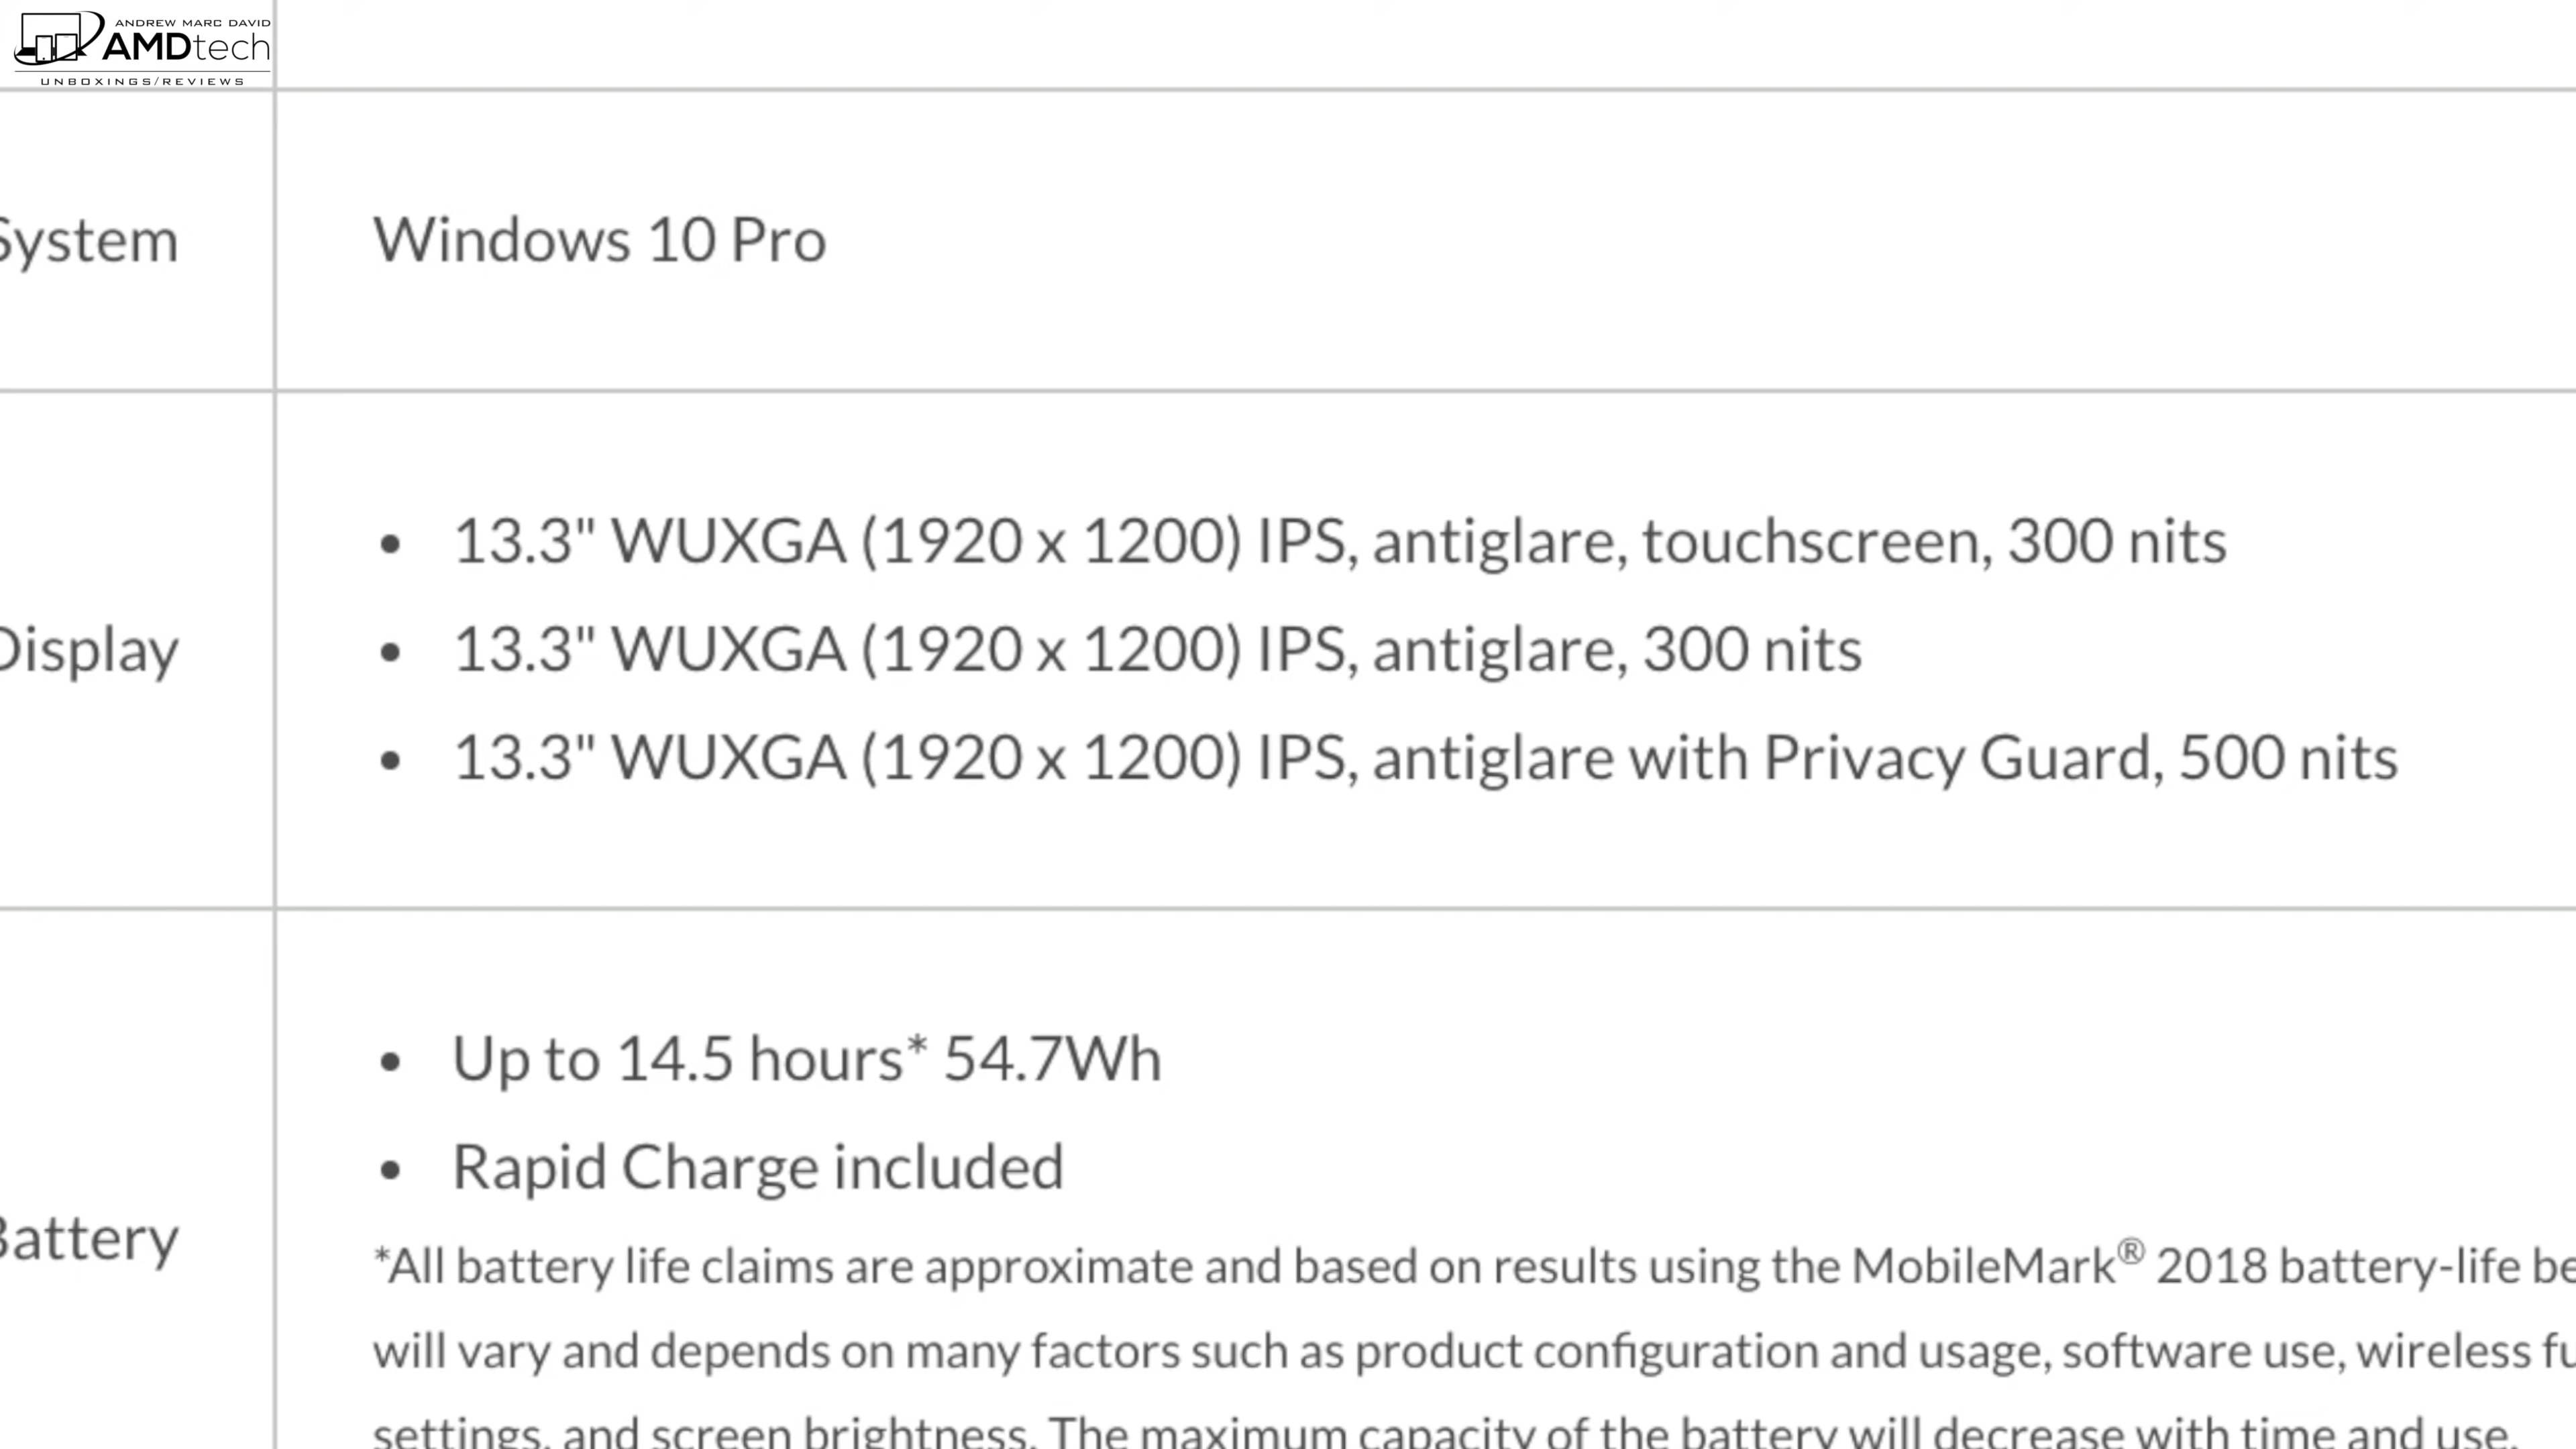 ANDREW MARC DAVID
AMDtech
UNBOXINGS/REVIEWS
System
Windows 10 Pro
Display
• 13.3" WUXGA (1920 x 1200) IPS, antiglare, touchscreen, 300 nits
• 13.3" WUXGA (1920 x 1200) IPS, antiglare, 300 nits
• 13.3" WUXGA (1920 x 1200) IPS, antiglare with Privacy Guard, 500 nits
Battery
• Up to 14.5 hours* 54.7Wh
• Rapid Charge included
*All battery life claims are approximate and based on results using the MobileMark® 2018 battery-life
will vary and depends on many factors such as product configuration and usage, software use, wireless
settings, and screen brightness. The maximum capacity of the battery will decrease with time and use.